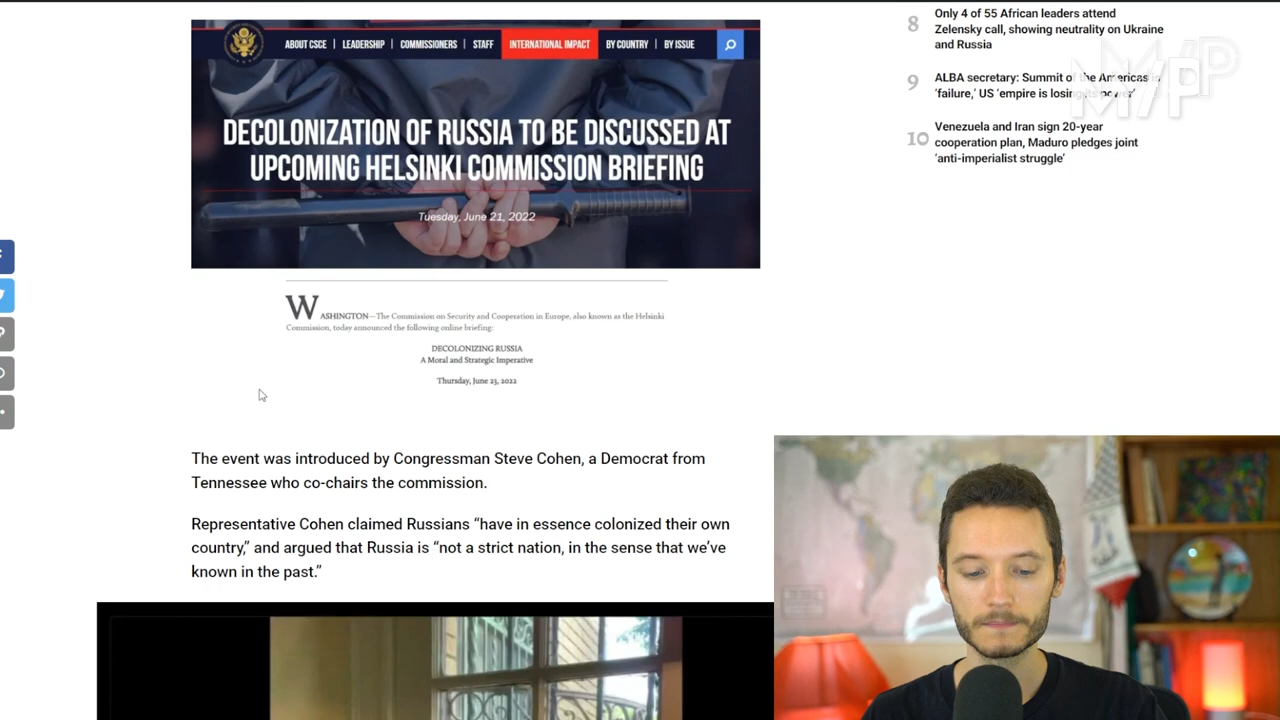 ABOUT CSCE | LEADERSHIP | COMMISSIONERS | STAFF INTERNATIONAL IMPACT BY COUNTRY | BY ISSUE
DECOLONIZATION OF RUSSIA TO BE DISCUSSED AT
UPCOMING HELSINKI COMMISSION BRIEFING
Tuesday, June 21, 2022
WASHINGTON—The Commission on Security and Cooperation in Europe, also known as the Helsinki
Commission, today announced the following online briefing:
DECOLONIZING RUSSIA
A Moral and Strategic Imperative
Thursday, June 23, 2022
The event was introduced by Congressman Steve Cohen, a Democrat from
Tennessee who co-chairs the commission.
Representative Cohen claimed Russians “have in essence colonized their own
country,” and argued that Russia is “not a strict nation, in the sense that we’ve
known in the past.”
8 Only 4 of 55 African leaders attend
Zelensky call, showing neutrality on Ukraine
and Russia
9 ALBA secretary: Summit of the Americas
‘failure,’ US ‘empire is losing its power’
10 Venezuela and Iran sign 20-year
cooperation plan, Maduro pledges joint
‘anti-imperialist struggle’